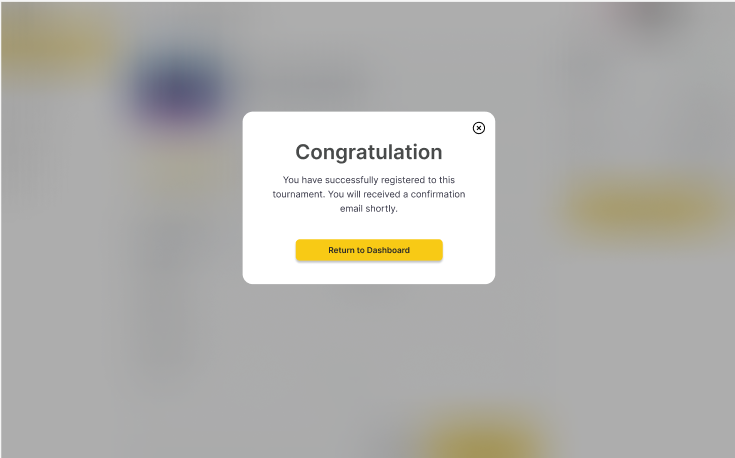 Congratulation
You have successfully registered to this
tournament. You will received a confirmation
email shortly.
Return to Dashboard